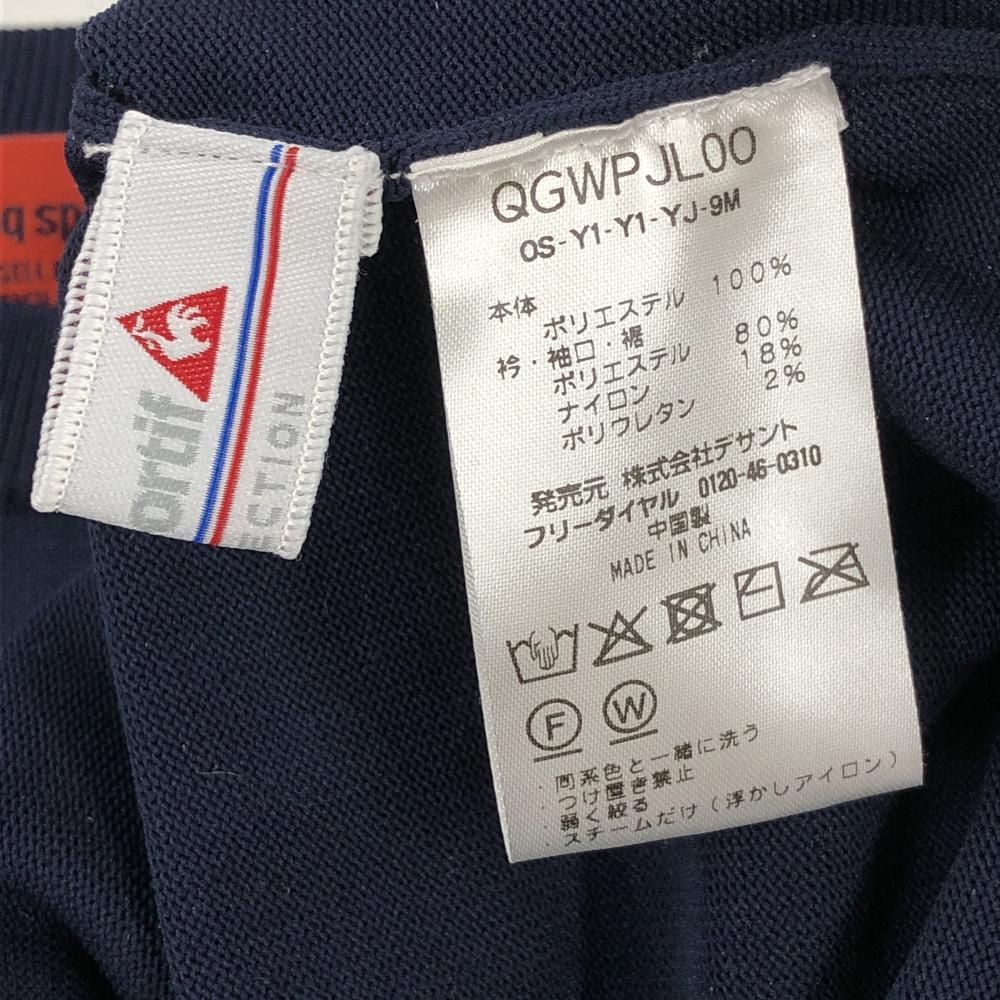 QGWPJL00
OS-Y1-Y1-YJ-9M
本体
ポリエステル 100%
衿・袖口・裾
ポリエステル 80%
ナイロン 18%
ポリウレタン 2%
発売元 株式会社デサント
フリーダイヤル 0120-46-0310
中国製
MADE IN CHINA
F W
・同系色と一緒に洗う
・つけ置き禁止
・弱く絞る
・スチームだけ(浮かしアイロン)
ortif
ECTION
q sp